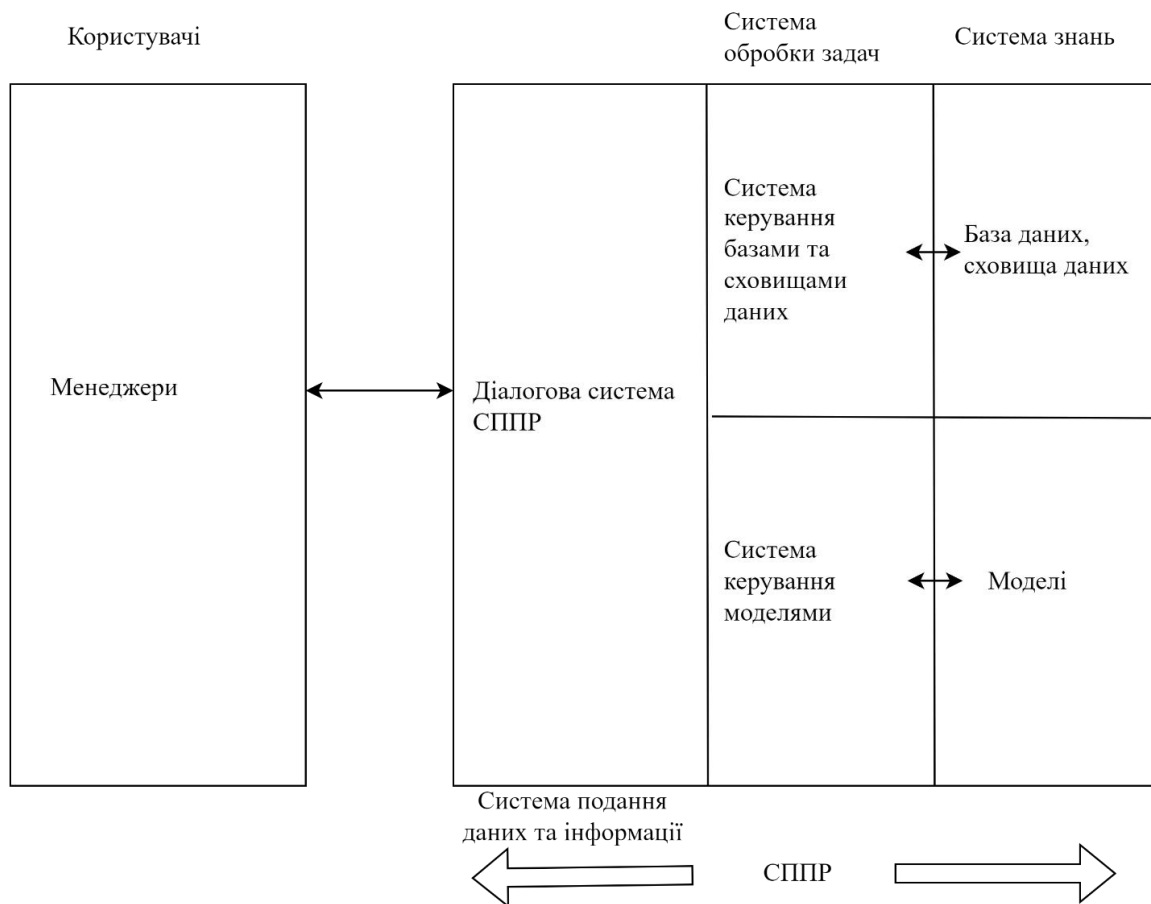 Користувачі
Система
обробки задач
Система знань
Менеджери
Діалогова система
СППР
Система
керування
базами та
сховищами
даних
База даних,
сховища даних
Система
керування
моделями
Моделі
Система подання
даних та інформації
СППР